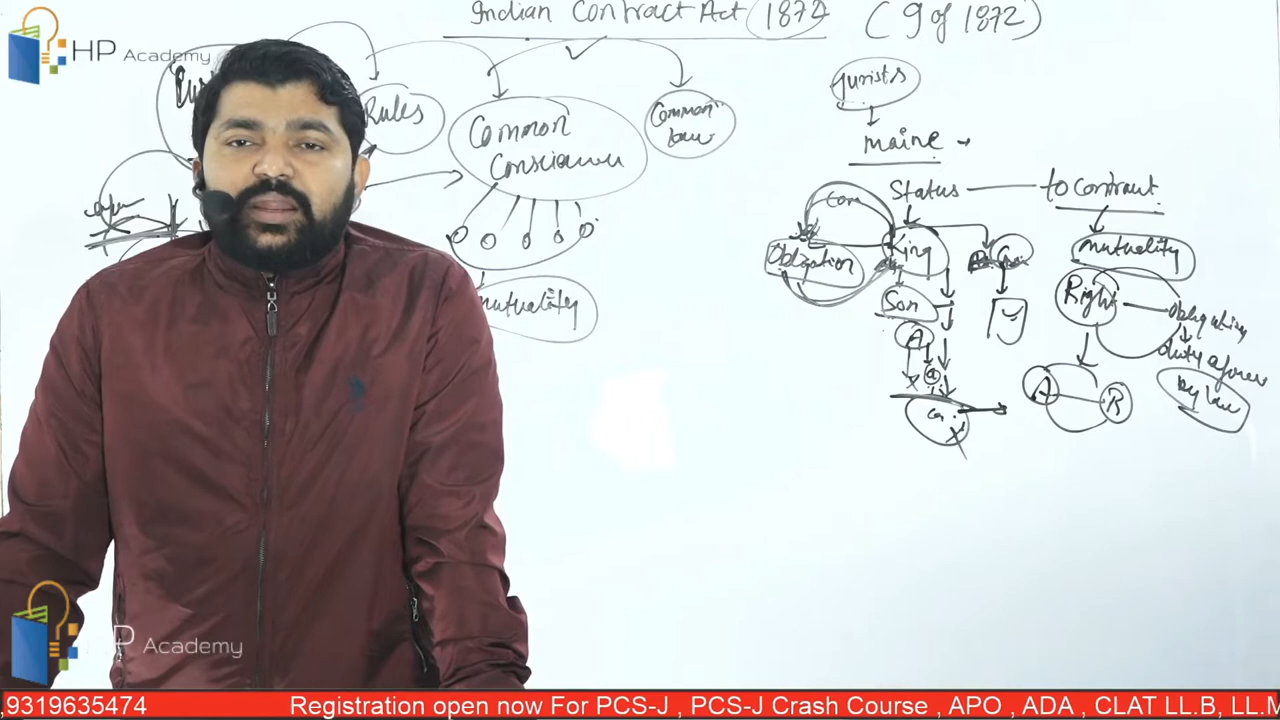 Indian Contract Act 1872 (9 of 1872)
HP Academy
Rules
Common
Consciousness
Common
law
mutuality
Jurists
maine
Status to contract
King
Obligation
Son
A
mutuality
Right
Obligation
duty
by law
A B
HP Academy
,9319635474 Registration open now For PCS-J , PCS-J Crash Course , APO , ADA , CLAT LL.B, LL.M